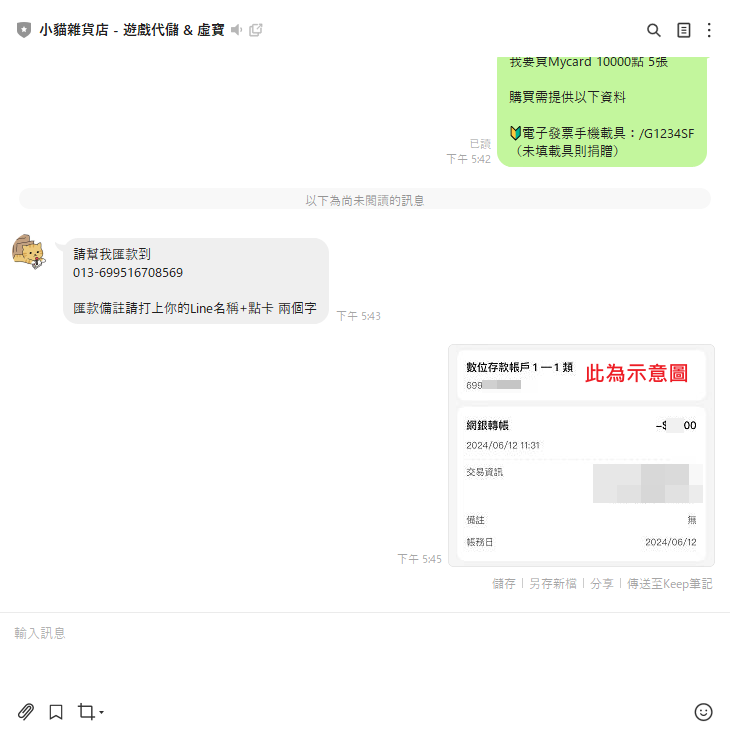 小貓雜貨店 - 遊戲代儲 & 虛寶
我要買Mycard 10000點 5張
購買需提供以下資料
🔰電子發票手機載具：/G1234SF
（未填載具則捐贈）
已讀
下午 5:42
以下為尚未閱讀的訊息
請幫我匯款到
013-699516708569
匯款備註請打上你的Line名稱+點卡 兩個字
下午 5:43
數位存款帳戶１一１類
此為示意圖
699
網銀轉帳
–$
00
2024/06/12 11:31
交易資訊
備註
無
帳務日
2024/06/12
下午 5:45
儲存｜另存新檔｜分享｜傳送至Keep筆記
輸入訊息